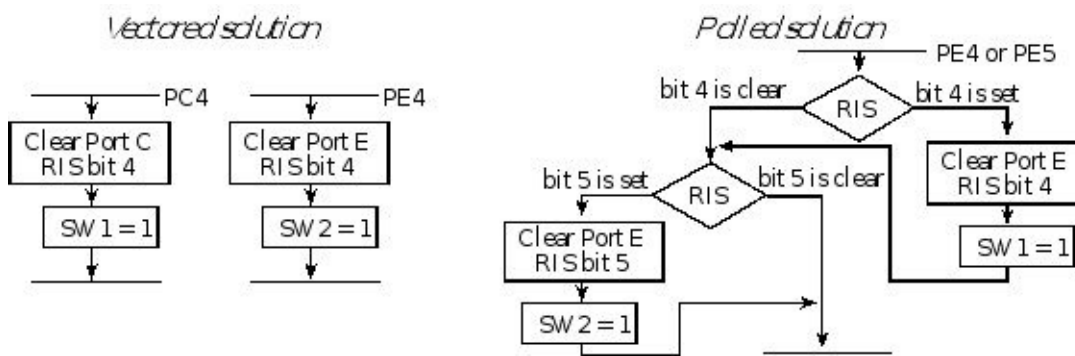 Vectored solution
PC4
Clear Port C
RIS bit 4
SW1 = 1
PE4
Clear Port E
RIS bit 4
SW2 = 1
Polled solution
PE4 or PE5
bit 4 is clear
RIS
bit 4 is set
Clear Port E
RIS bit 4
SW1 = 1
bit 5 is set
RIS
bit 5 is clear
Clear Port E
RIS bit 5
SW2 = 1